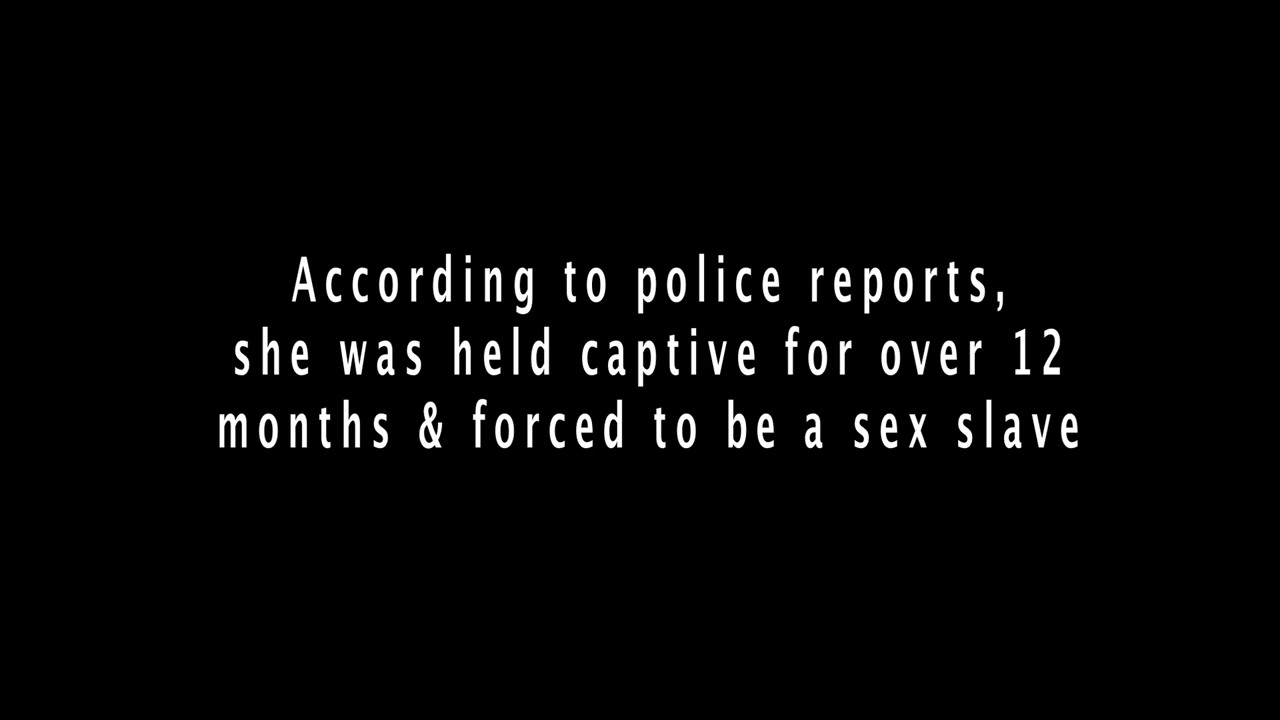 According to police reports,
she was held captive for over 12
months & forced to be a sex slave